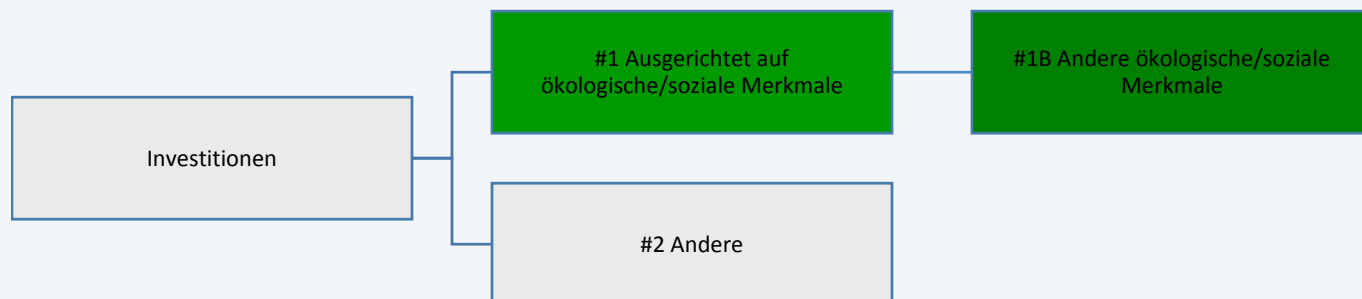 #1 Ausgerichtet auf
ökologische/soziale Merkmale
#1B Andere ökologische/soziale
Merkmale
Investitionen
#2 Andere